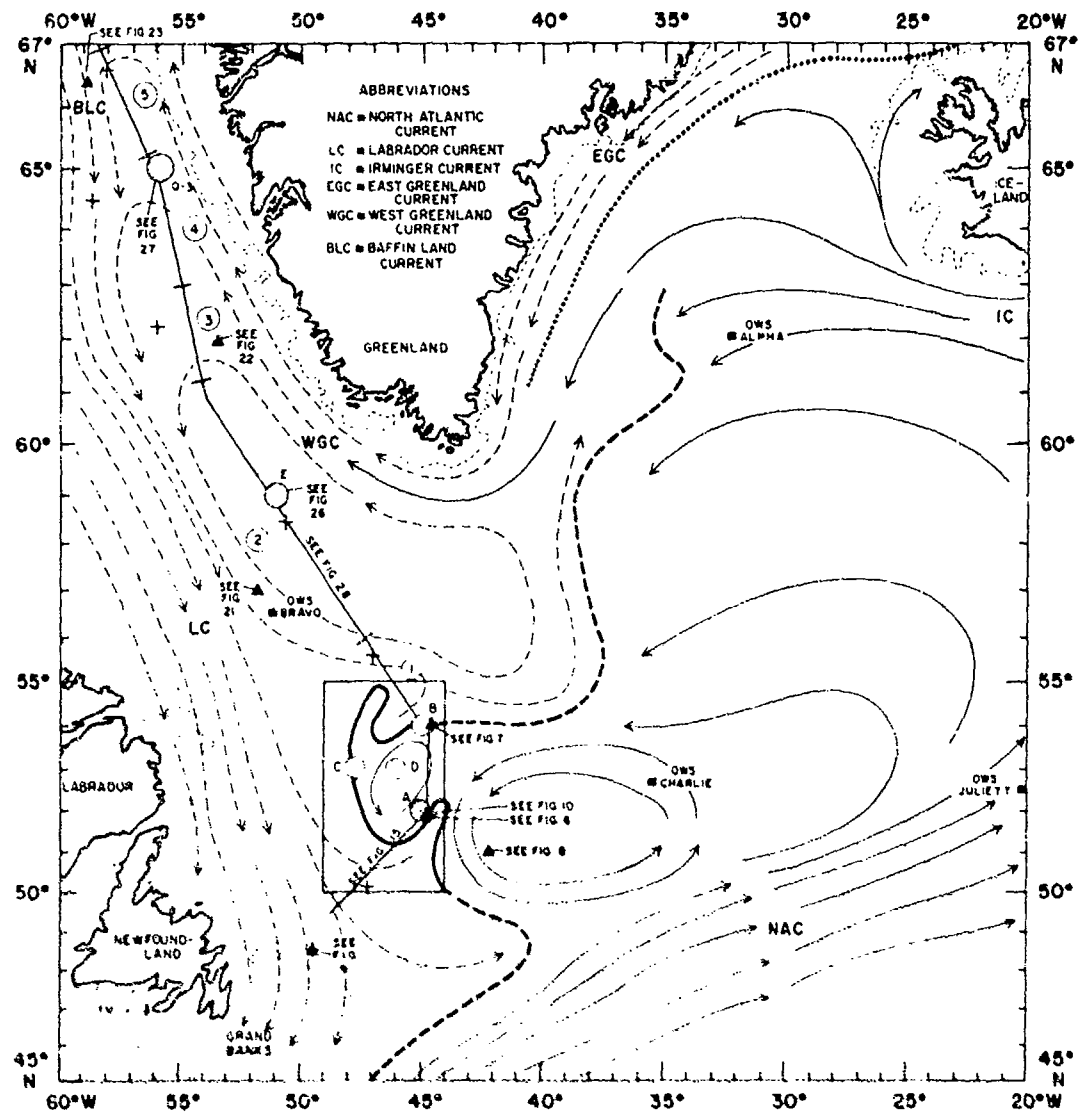 60°W 55° 50° 45° 40° 35° 30° 25° 20°W
67° N
67° N
SEE FIG. 23
BLC
5
ABBREVIATIONS
NAC = NORTH ATLANTIC
CURRENT
LC = LABRADOR CURRENT
IC = IRMINGER CURRENT
EGC = EAST GREENLAND
CURRENT
WGC = WEST GREENLAND
CURRENT
BLC = BAFFIN LAND
CURRENT
EGC
65°
65°
ICE-
LAND
SEE
FIG
27
4
3
SEE
FIG
22
GREENLAND
OWS
ALPHA
IC
60°
60°
WGC
E
SEE
FIG
26
2
SEE FIG. 28
SEE
FIG
21
OWS
BRAVO
LC
1
55°
55°
B
SEE FIG. 7
C
D
A
OWS
CHARLIE
OWS
JULIETT
LABRADOR
SEE FIG. 10
SEE FIG. 6
SEE FIG. 8
SEE FIG.
50°
50°
NAC
NEWFOUND-
LAND
SEE
FIG.
GRAND
BANKS
45°
N
45°
N
60°W 55° 50° 45° 40° 35° 30° 25° 20°W